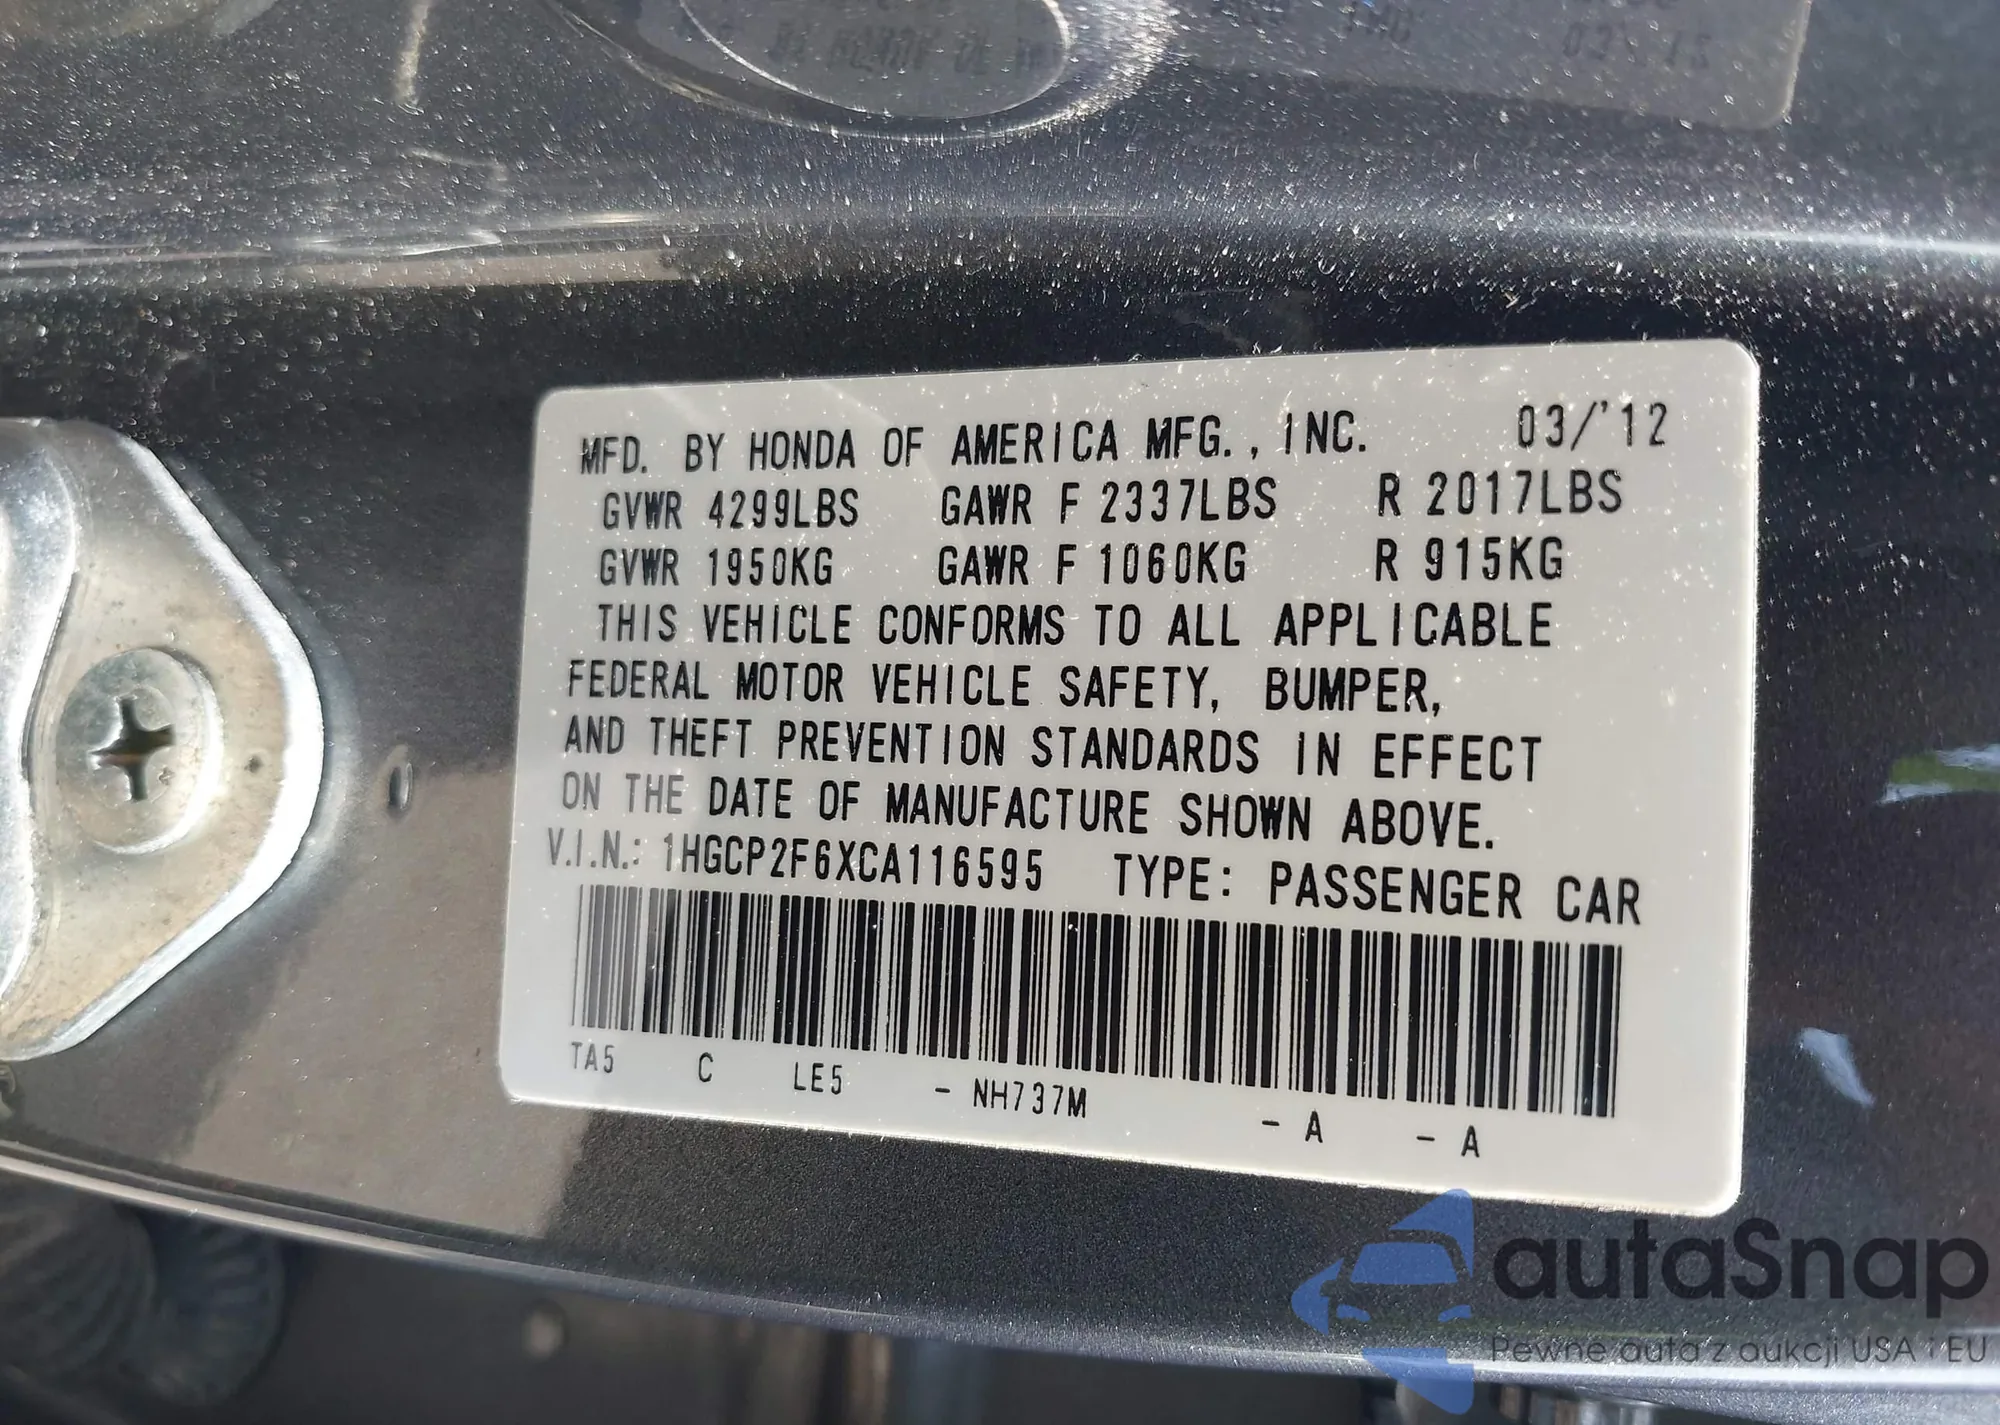 MFD. BY HONDA OF AMERICA MFG., INC. 03/'12
GVWR 4299LBS GAWR F 2337LBS R 2017LBS
GVWR 1950KG GAWR F 1060KG R 915KG
THIS VEHICLE CONFORMS TO ALL APPLICABLE
FEDERAL MOTOR VEHICLE SAFETY, BUMPER,
AND THEFT PREVENTION STANDARDS IN EFFECT
ON THE DATE OF MANUFACTURE SHOWN ABOVE.
V.I.N.: 1HGCP2F6XCA116595 TYPE: PASSENGER CAR
TA5 C LE5 - NH737M - A - A
autaSnap
Pewne auta z aukcji USA i EU